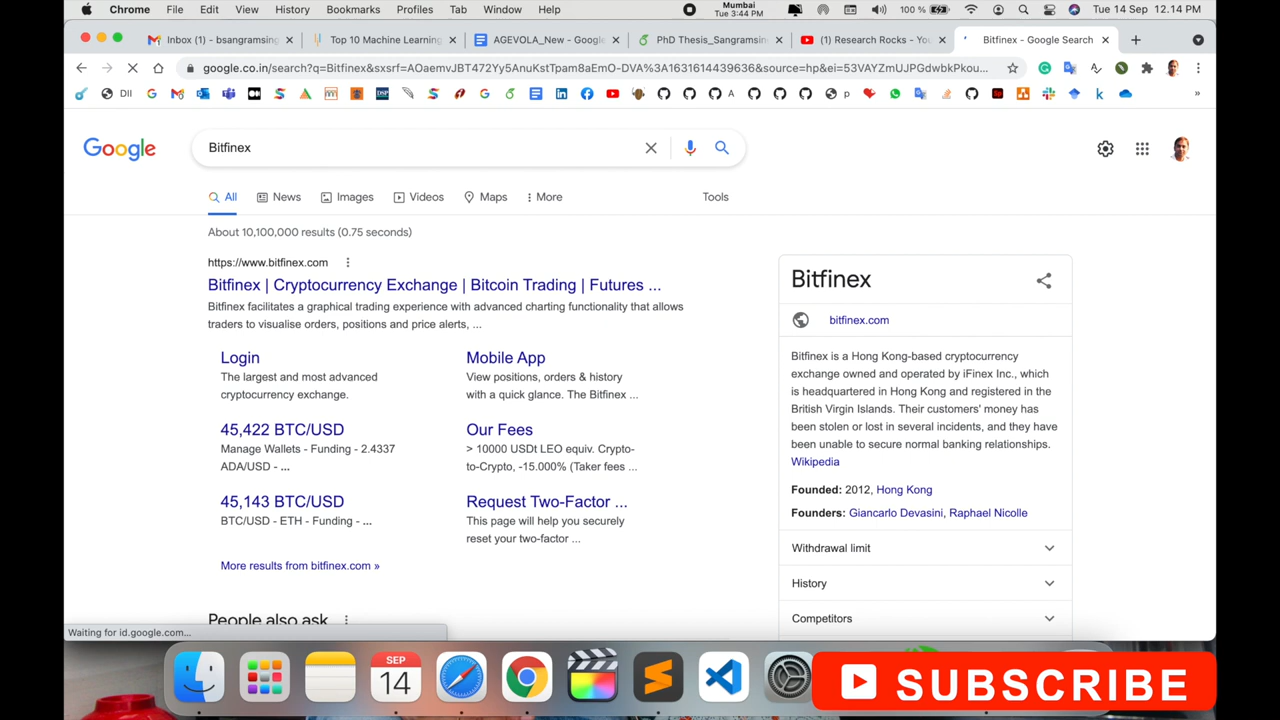 Chrome File Edit View History Bookmarks Profiles Tab Window Help
Mumbai
Tue 3:44 PM
100 %
Tue 14 Sep 12.14 PM
Inbox (1) - bsangramsing
Top 10 Machine Learning
AGEVOLA_New - Google
PhD Thesis_Sangramsin
(1) Research Rocks - You
Bitfinex - Google Search
google.co.in/search?q=Bitfinex&sxsrf=AOaemvJBT472Yy5AnuKstTpam8aEmO-DVA%3A1631614439636&source=hp&ei=53VAYZmUJPGdwbkPkou...
DII
A
p
»
Google
Bitfinex
All News Images Videos Maps More Tools
About 10,100,000 results (0.75 seconds)
https://www.bitfinex.com
Bitfinex | Cryptocurrency Exchange | Bitcoin Trading | Futures ...
Bitfinex facilitates a graphical trading experience with advanced charting functionality that allows
traders to visualise orders, positions and price alerts, ...
Login
The largest and most advanced
cryptocurrency exchange.
Mobile App
View positions, orders & history
with a quick glance. The Bitfinex ...
45,422 BTC/USD
Manage Wallets - Funding - 2.4337
ADA/USD - ...
Our Fees
> 10000 USDt LEO equiv. Crypto-
to-Crypto, -15.000% (Taker fees ...
45,143 BTC/USD
BTC/USD - ETH - Funding - ...
Request Two-Factor ...
This page will help you securely
reset your two-factor ...
More results from bitfinex.com »
People also ask
Waiting for id.google.com...
Bitfinex
bitfinex.com
Bitfinex is a Hong Kong-based cryptocurrency
exchange owned and operated by iFinex Inc., which
is headquartered in Hong Kong and registered in the
British Virgin Islands. Their customers' money has
been stolen or lost in several incidents, and they have
been unable to secure normal banking relationships.
Wikipedia
Founded: 2012, Hong Kong
Founders: Giancarlo Devasini, Raphael Nicolle
Withdrawal limit
History
Competitors
SEP
14
SUBSCRIBE